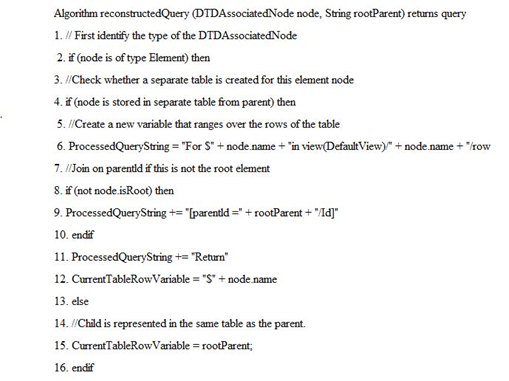 Algorithm reconstructedQuery (DTDAssociatedNode node, String rootParent) returns query
1. // First identify the type of the DTDAssociatedNode
2. if (node is of type Element) then
3. //Check whether a separate table is created for this element node
4. if (node is stored in separate table from parent) then
5. //Create a new variable that ranges over the rows of the table
6. ProcessedQueryString = "For $" + node.name + "in view(DefaultView)/" + node.name + "/row
7. //Join on parentId if this is not the root element
8. if (not node.isRoot) then
9. ProcessedQueryString += "[parentId =" + rootParent + "/Id]"
10. endif
11. ProcessedQueryString += "Return"
12. CurrentTableRowVariable = "$" + node.name
13. else
14. //Child is represented in the same table as the parent.
15. CurrentTableRowVariable = rootParent;
16. endif